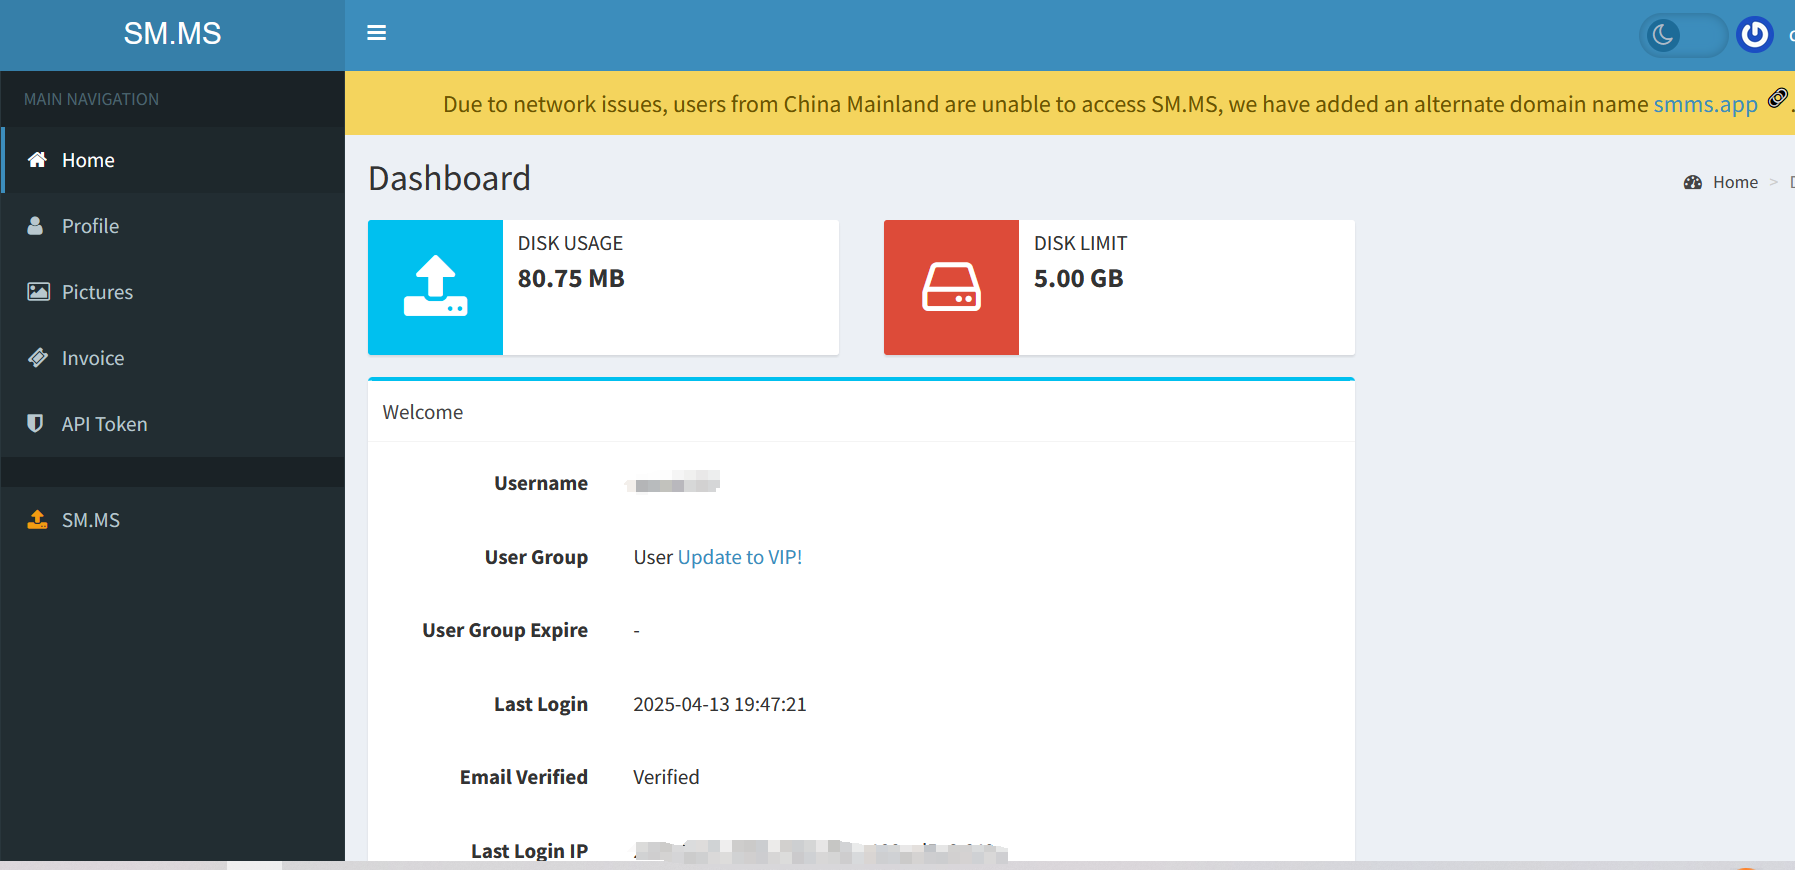 SM.MS
MAIN NAVIGATION
Home
Profile
Pictures
Invoice
API Token
SM.MS
Due to network issues, users from China Mainland are unable to access SM.MS, we have added an alternate domain name smms.app .
Dashboard
Home >
DISK USAGE
80.75 MB
DISK LIMIT
5.00 GB
Welcome
Username
User Group User Update to VIP!
User Group Expire -
Last Login 2025-04-13 19:47:21
Email Verified Verified
Last Login IP